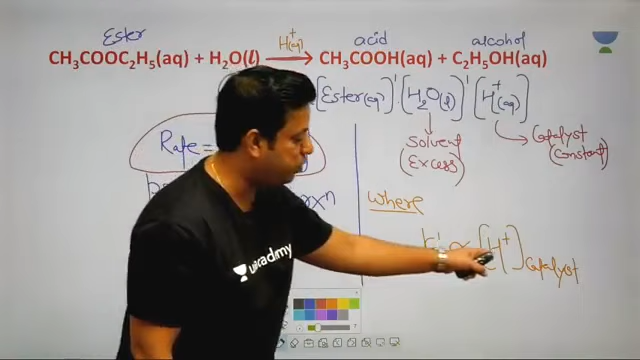 Ester
H⁺(aq)
acid
alcohol
CH₃COOC₂H₅(aq) + H₂O(l) → CH₃COOH(aq) + C₂H₅OH(aq)
[Ester(aq)]¹ [H₂O(l)]¹ [H⁺(aq)]
Rate =
Solvent
(Excess)
Catalyst
(Constant)
where
k' ∝ [H⁺]Catalyst
unacademy